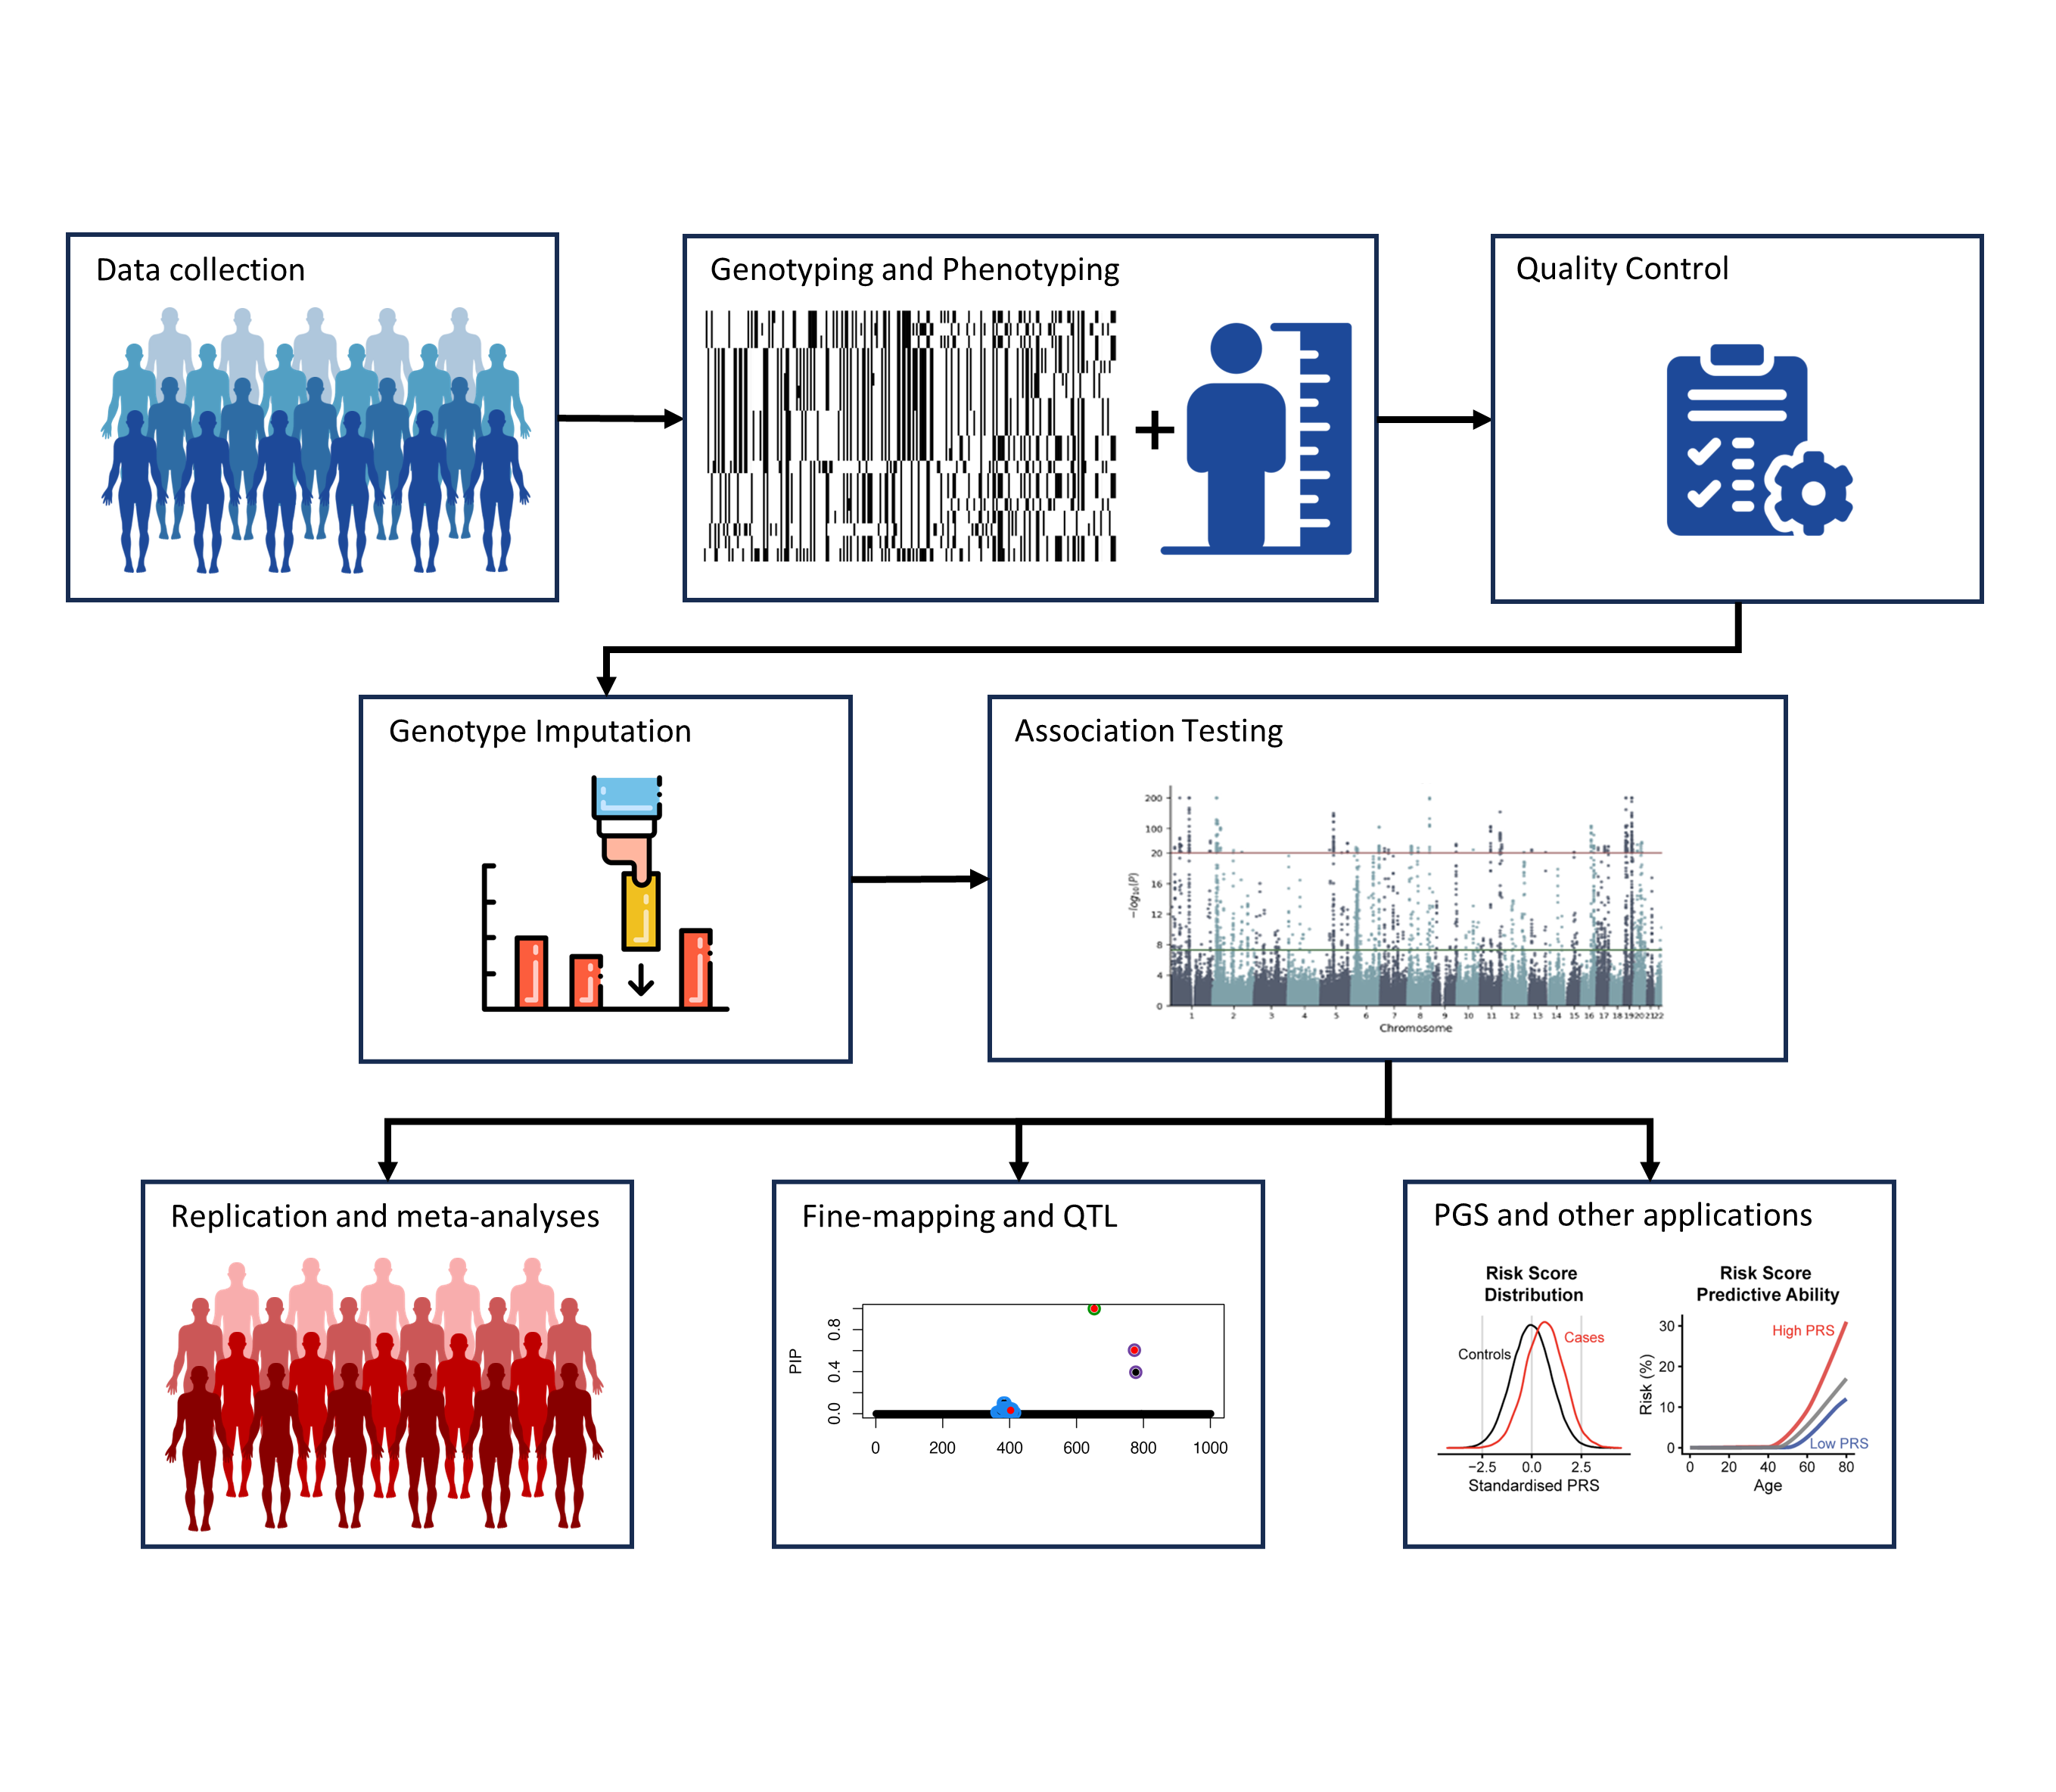 Data collection
Genotyping and Phenotyping
+
Quality Control
Genotype Imputation
Association Testing
200
100
20
16
12
8
4
0
−log10(P)
1 2 3 4 5 6 7 8 9 10 11 12 13 14 15 16 17 18 19 20 21 22
Chromosome
Replication and meta-analyses
Fine-mapping and QTL
PIP
0.8
0.4
0.0
0 200 400 600 800 1000
PGS and other applications
Risk Score
Distribution
Controls
Cases
−2.5 0.0 2.5
Standardised PRS
Risk Score
Predictive Ability
High PRS
Low PRS
Risk (%)
30
20
10
0
0 20 40 60 80
Age